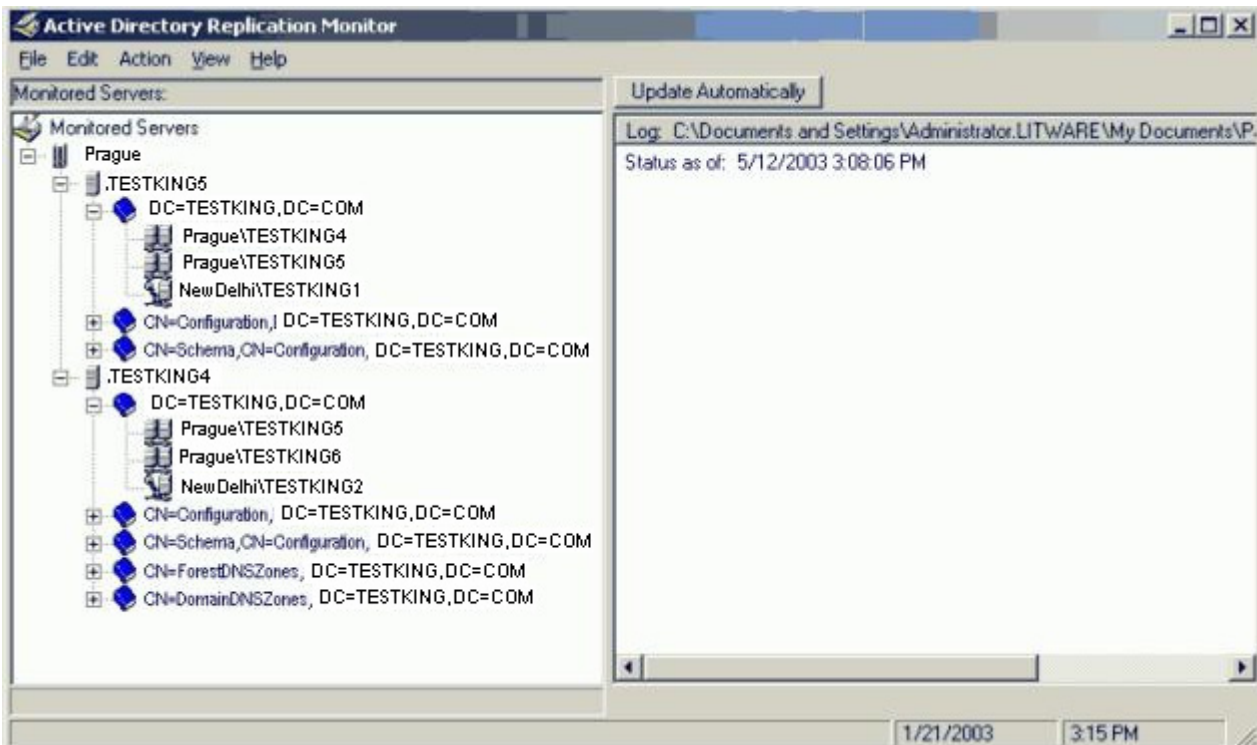 Active Directory Replication Monitor
File Edit Action View Help
Monitored Servers:
Update Automatically
Monitored Servers
Prague
.TESTKING5
DC=TESTKING,DC=COM
Prague\TESTKING4
Prague\TESTKING5
NewDelhi\TESTKING1
CN=Configuration,| DC=TESTKING,DC=COM
CN=Schema,CN=Configuration, DC=TESTKING,DC=COM
.TESTKING4
DC=TESTKING,DC=COM
Prague\TESTKING5
Prague\TESTKING6
NewDelhi\TESTKING2
CN=Configuration, DC=TESTKING,DC=COM
CN=Schema,CN=Configuration, DC=TESTKING,DC=COM
CN=ForestDNSZones, DC=TESTKING,DC=COM
CN=DomainDNSZones, DC=TESTKING,DC=COM
Log: C:\Documents and Settings\Administrator.LITWARE\My Documents\P
Status as of: 5/12/2003 3:08:06 PM
1/21/2003 3:15 PM